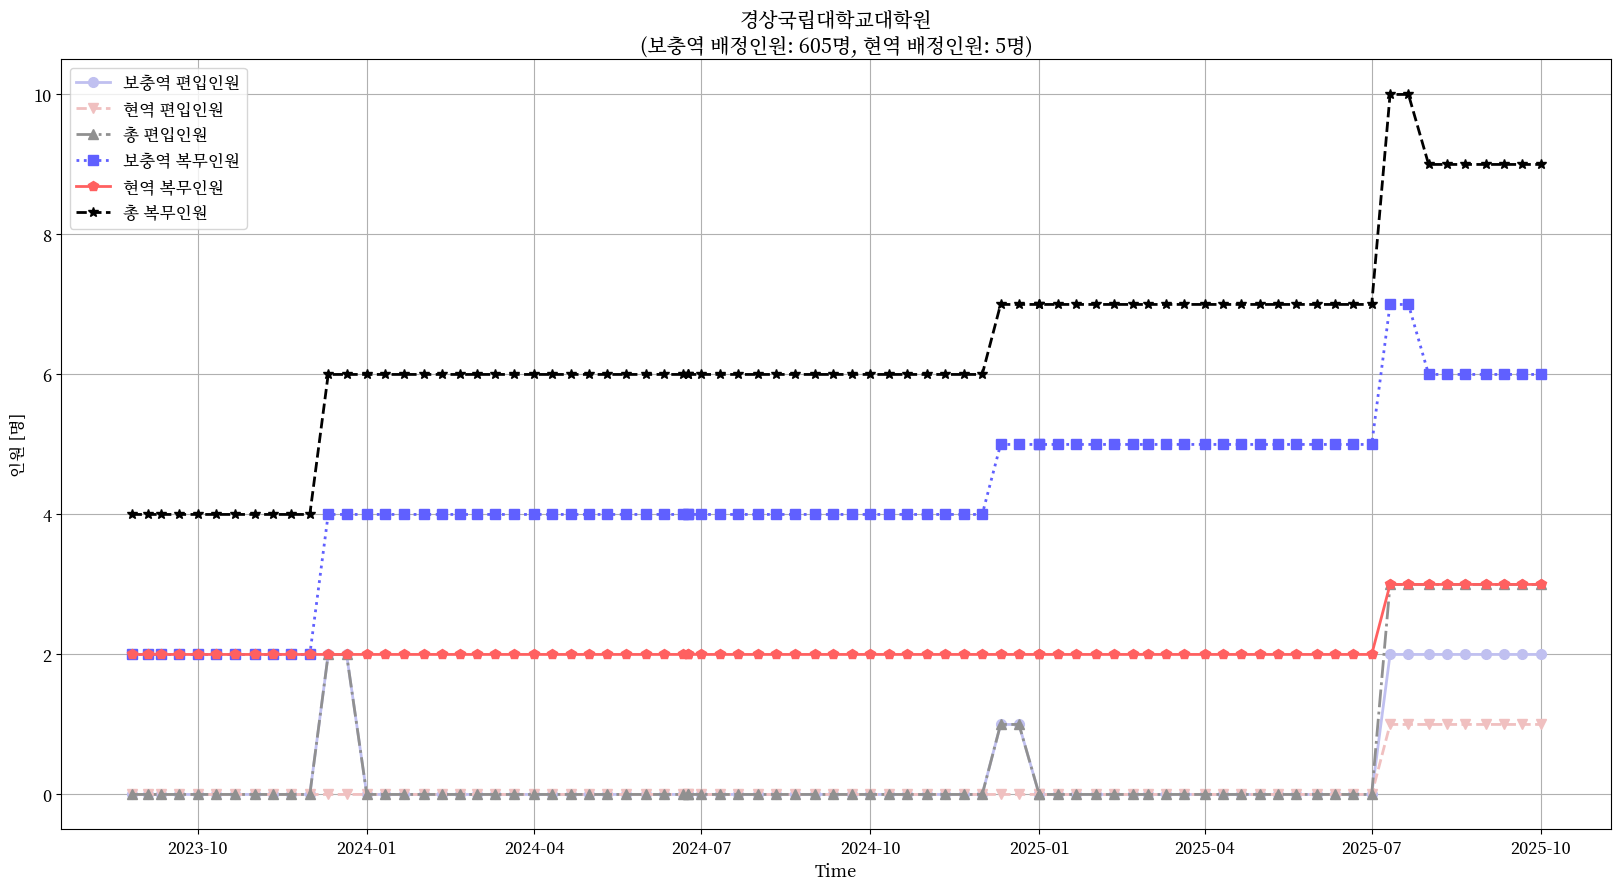 경상국립대학교대학원
(보충역 배정인원: 605명, 현역 배정인원: 5명)
보충역 편입인원
현역 편입인원
총 편입인원
보충역 복무인원
현역 복무인원
총 복무인원
인원 [명]
10
8
6
4
2
0
2023-10
2024-01
2024-04
2024-07
2024-10
2025-01
2025-04
2025-07
2025-10
Time